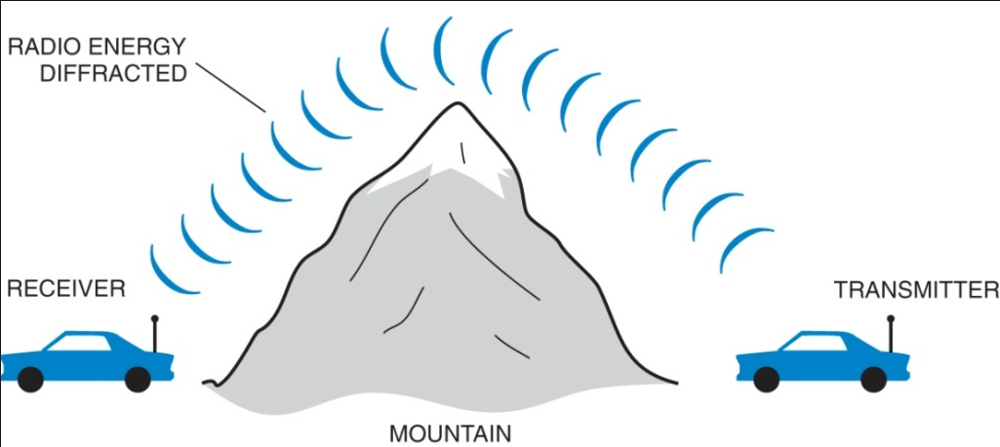 RADIO ENERGY
DIFFRACTED
RECEIVER
TRANSMITTER
MOUNTAIN